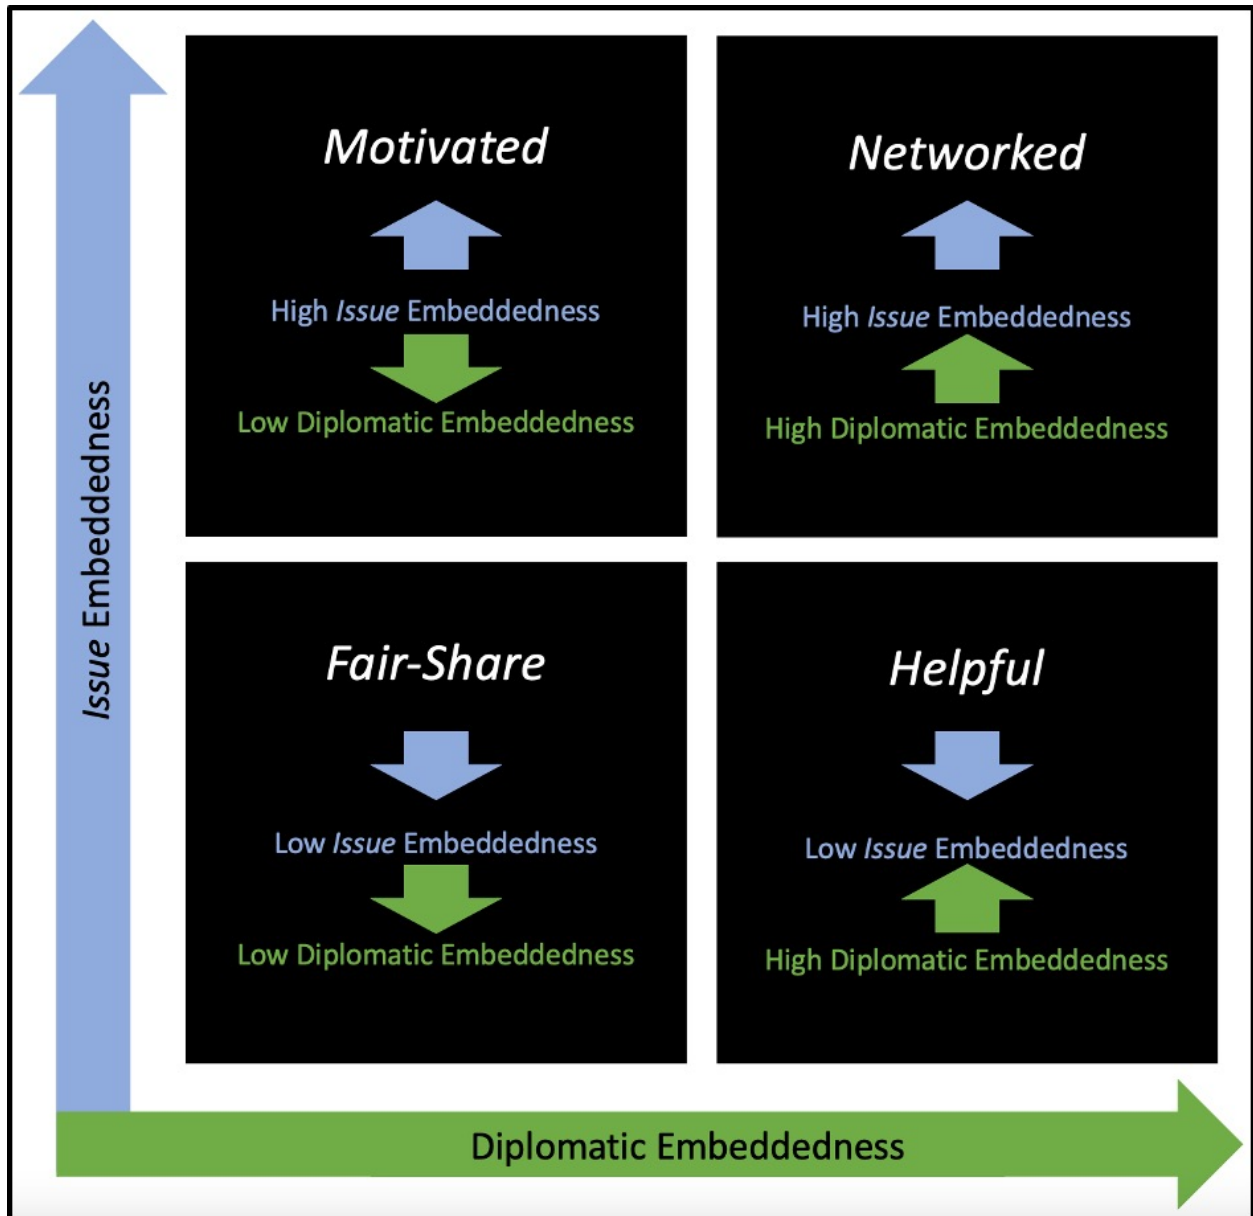 Issue Embeddedness
Motivated
High Issue Embeddedness
Low Diplomatic Embeddedness
Networked
High Issue Embeddedness
High Diplomatic Embeddedness
Fair-Share
Low Issue Embeddedness
Low Diplomatic Embeddedness
Helpful
Low Issue Embeddedness
High Diplomatic Embeddedness
Diplomatic Embeddedness